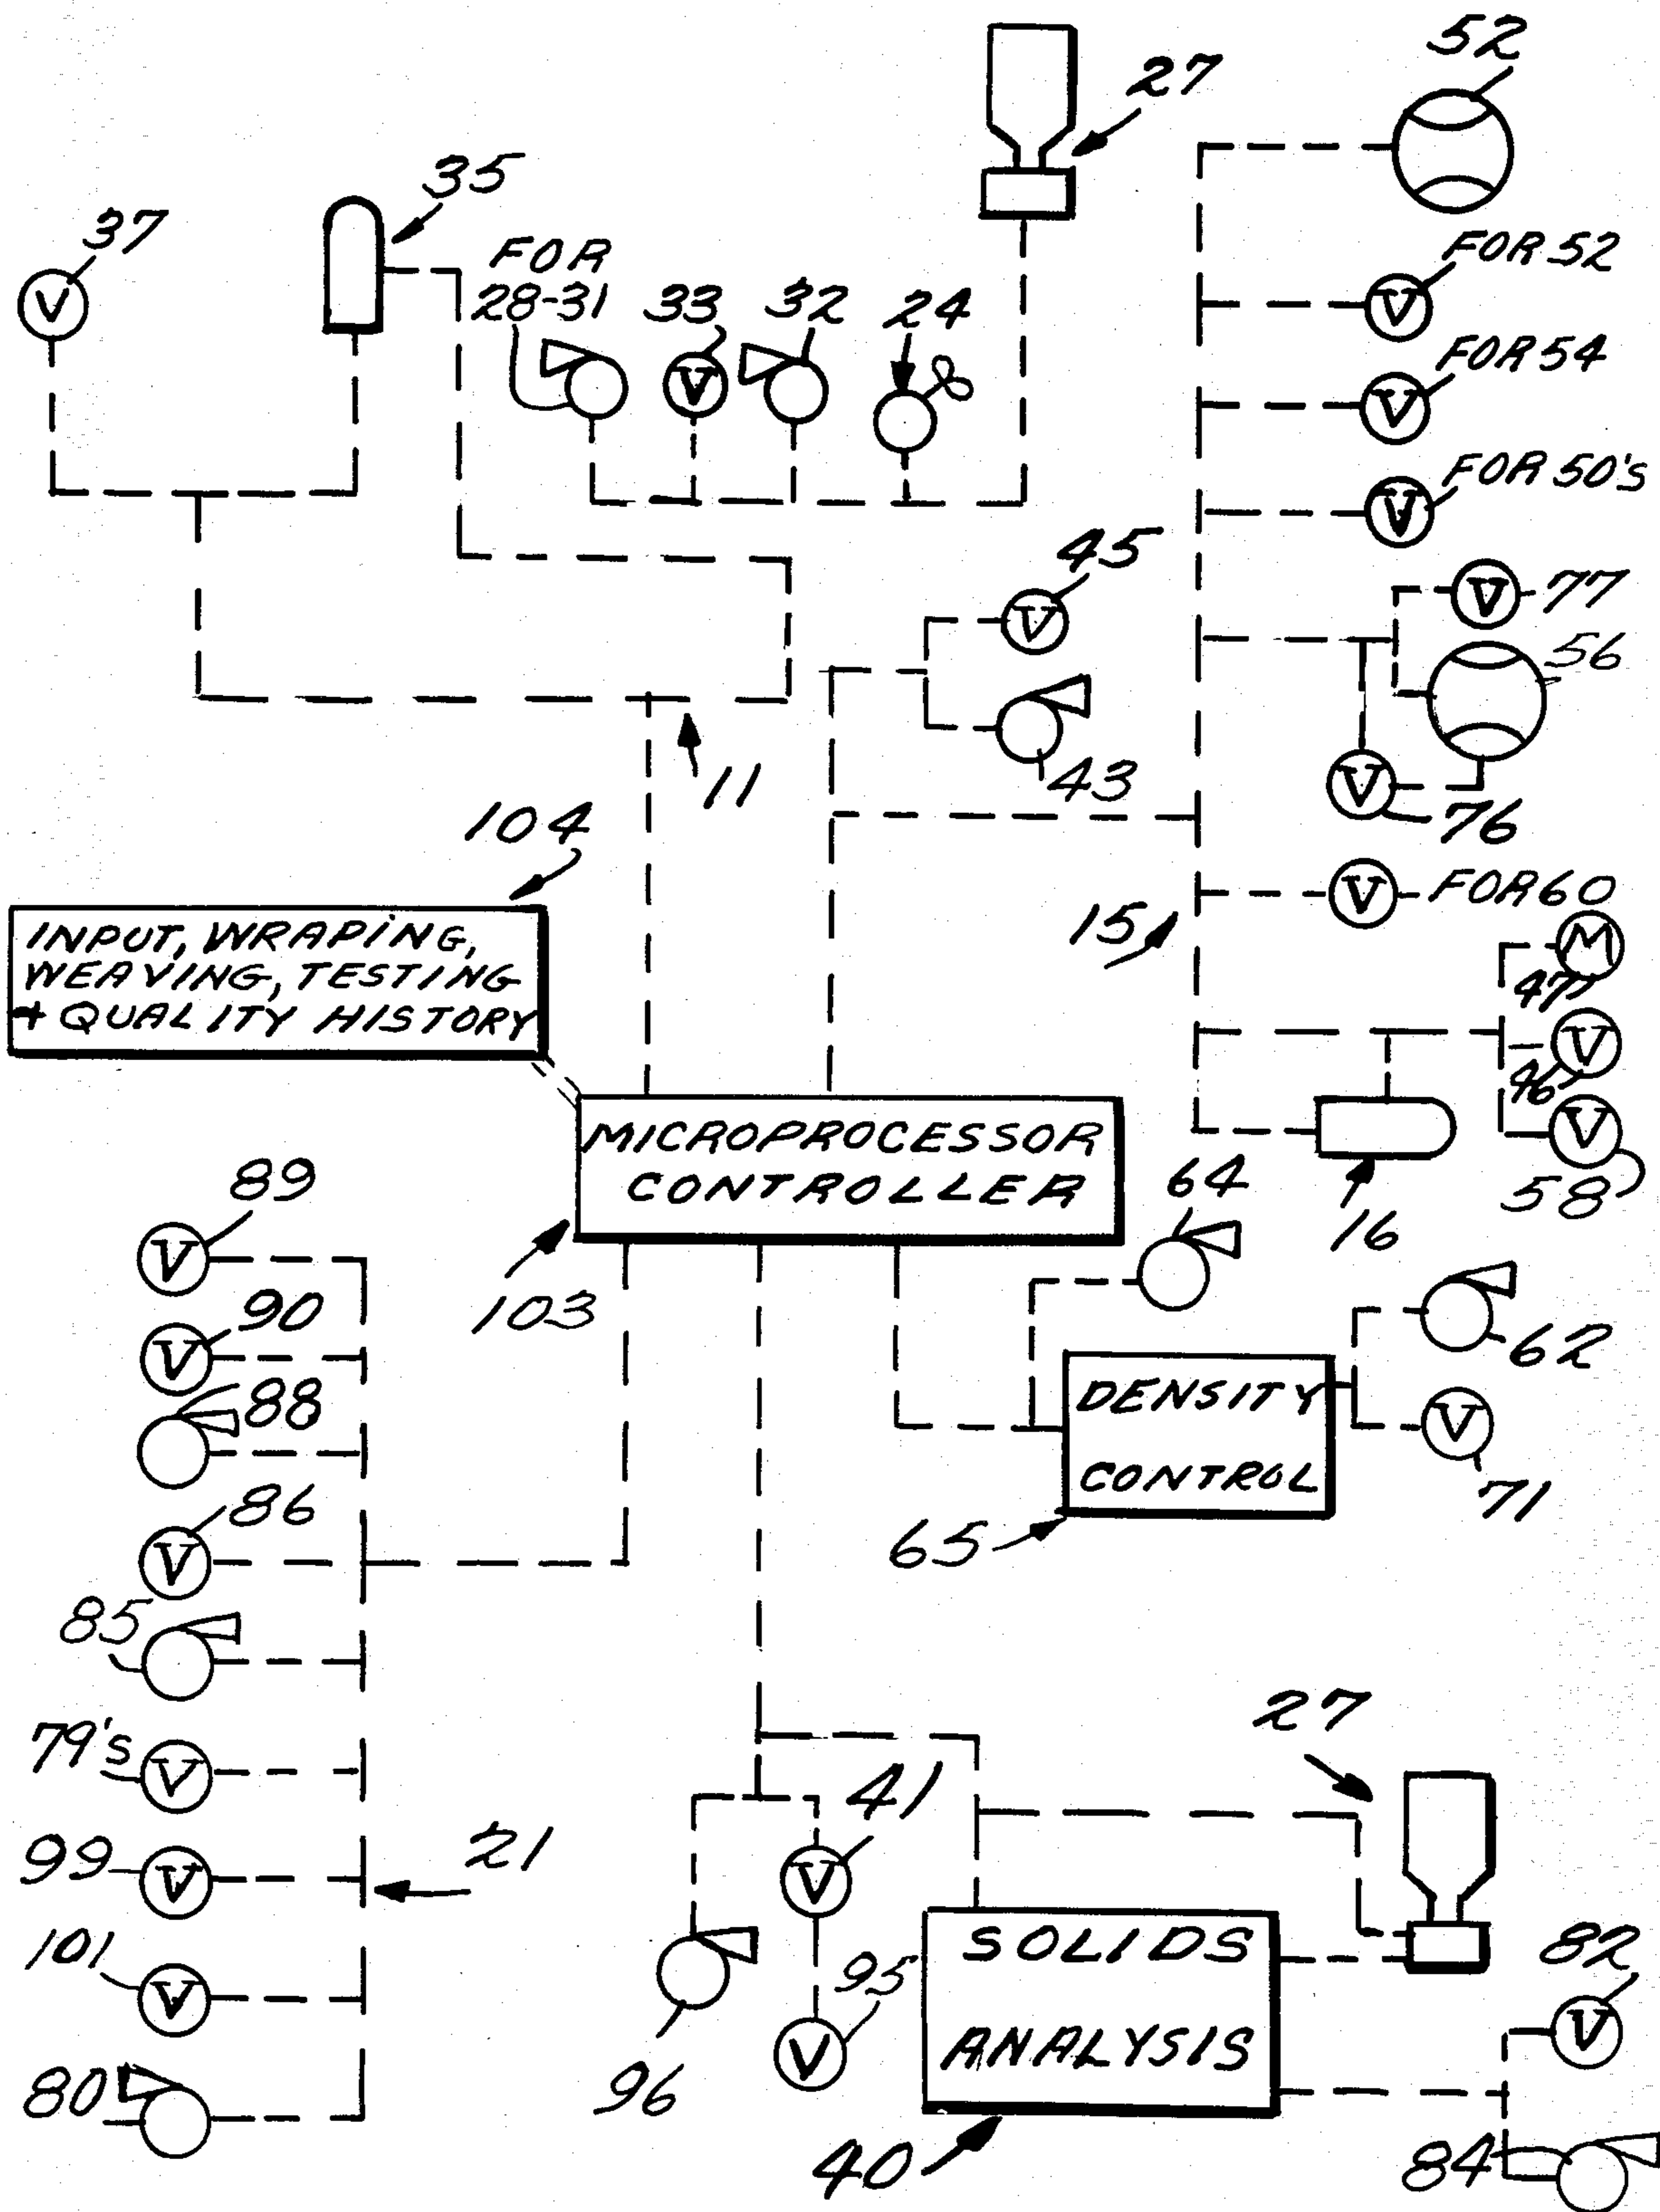 52
27
35
37
FOR
28-31
33
32
24
FOR 52
V
V
FOR 54
V
V
FOR 50's
V
45
V
77
V
56
43
11
V
76
104
V
FOR 60
15
M
47
INPUT, WRAPING,
WEAVING, TESTING
+ QUALITY HISTORY
V
46
MICROPROCESSOR
CONTROLLER
V
58
64
16
89
V
103
90
V
62
88
DENSITY
CONTROL
V
71
86
V
65
85
79's
V
27
41
V
99
V
21
SOLIDS
ANALYSIS
82
V
101
V
95
V
96
80
40
84